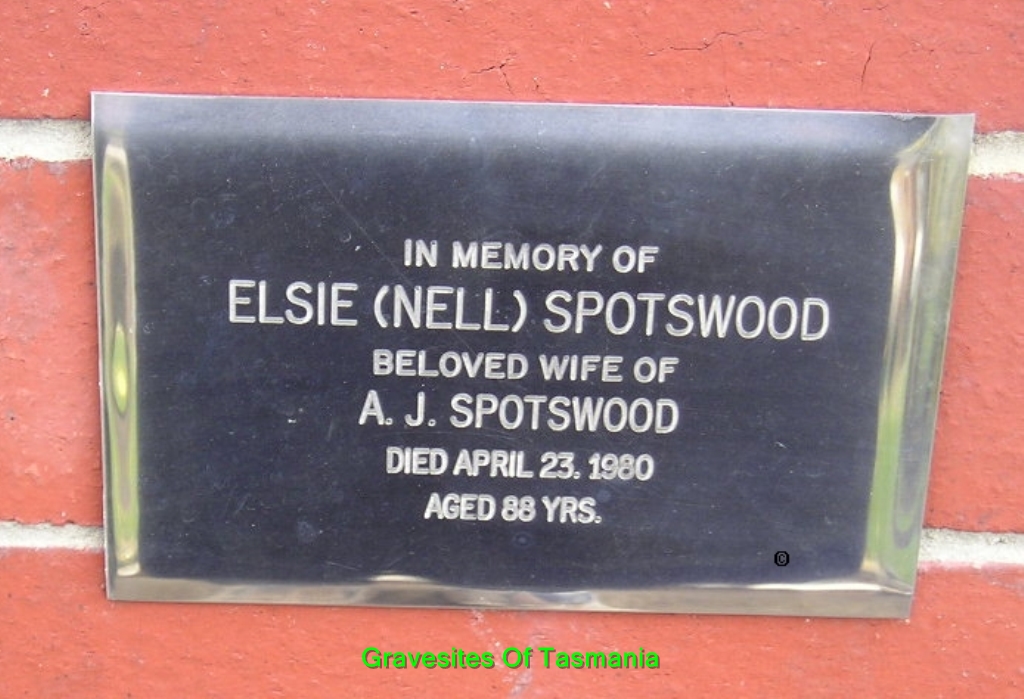 IN MEMORY OF
ELSIE (NELL) SPOTSWOOD
BELOVED WIFE OF
A. J. SPOTSWOOD
DIED APRIL 23. 1980
AGED 88 YRS.
©
Gravesites Of Tasmania